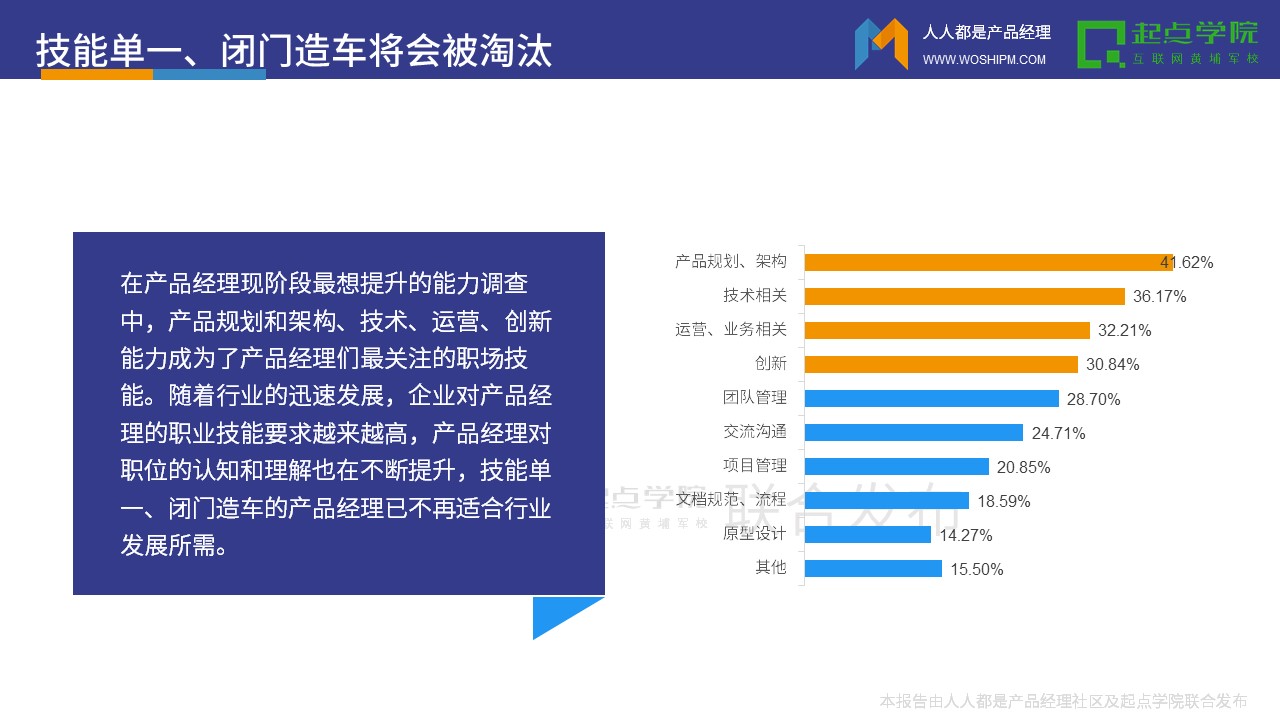 技能单一、闭门造车将会被淘汰
人人都是产品经理
WWW.WOSHIPM.COM
起点学院
互联网黄埔军校
在产品经理现阶段最想提升的能力调查
中，产品规划和架构、技术、运营、创新
能力成为了产品经理们最关注的职场技
能。随着行业的迅速发展，企业对产品经
理的职业技能要求越来越高，产品经理对
职位的认知和理解也在不断提升，技能单
一、闭门造车的产品经理已不再适合行业
发展所需。
产品规划、架构 41.62%
技术相关 36.17%
运营、业务相关 32.21%
创新 30.84%
团队管理 28.70%
交流沟通 24.71%
项目管理 20.85%
文档规范、流程 18.59%
原型设计 14.27%
其他 15.50%
起点学院
联网黄埔军校
联合发布
本报告由人人都是产品经理社区及起点学院联合发布